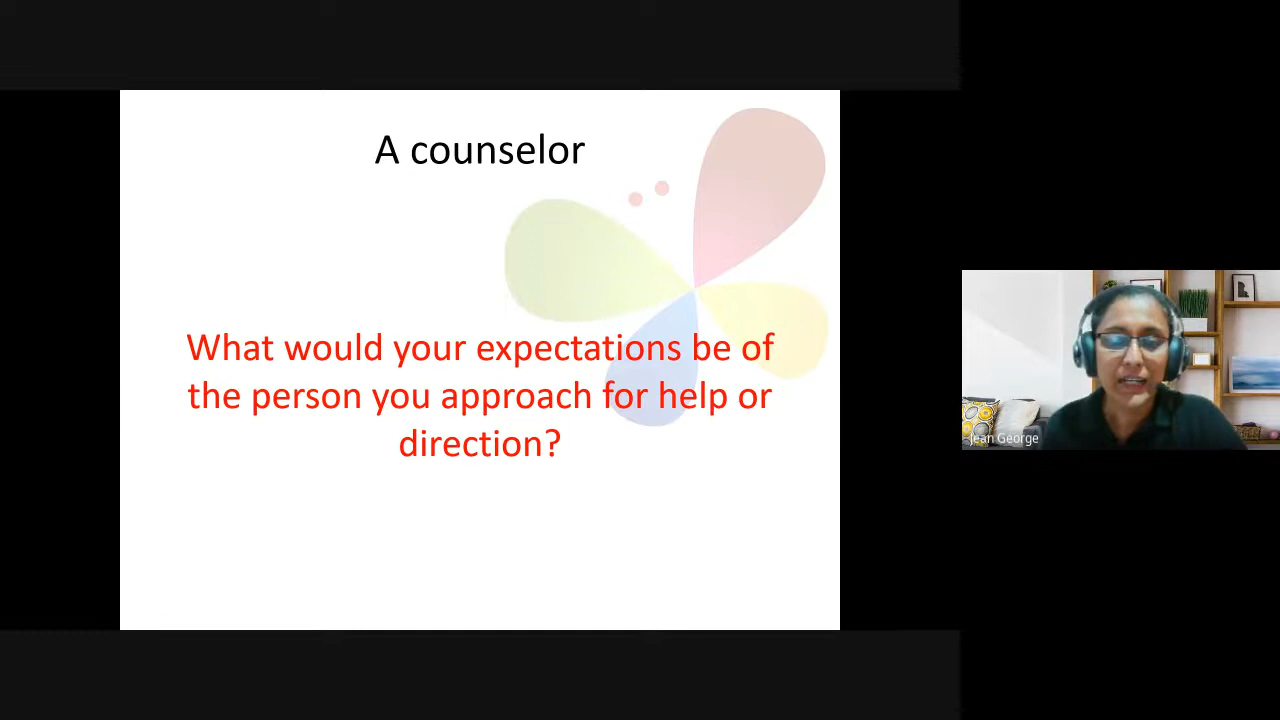 A counselor
What would your expectations be of
the person you approach for help or
direction?
Jean George